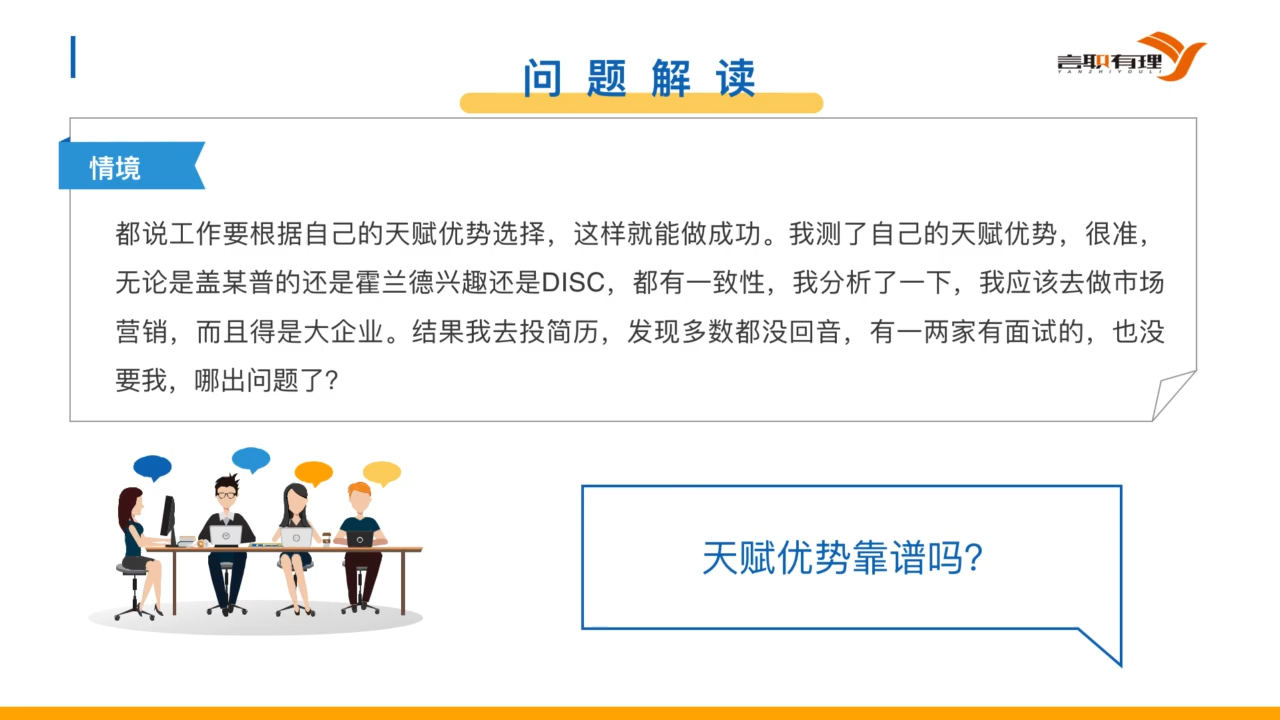 问题解读
言职有理
YANZHIYOULI
情境
都说工作要根据自己的天赋优势选择，这样就能做成功。我测了自己的天赋优势，很准，
无论是盖某普的还是霍兰德兴趣还是DISC，都有一致性，我分析了一下，我应该去做市场
营销，而且得是大企业。结果我去投简历，发现多数都没回音，有一两家有面试的，也没
要我，哪出问题了？
天赋优势靠谱吗？